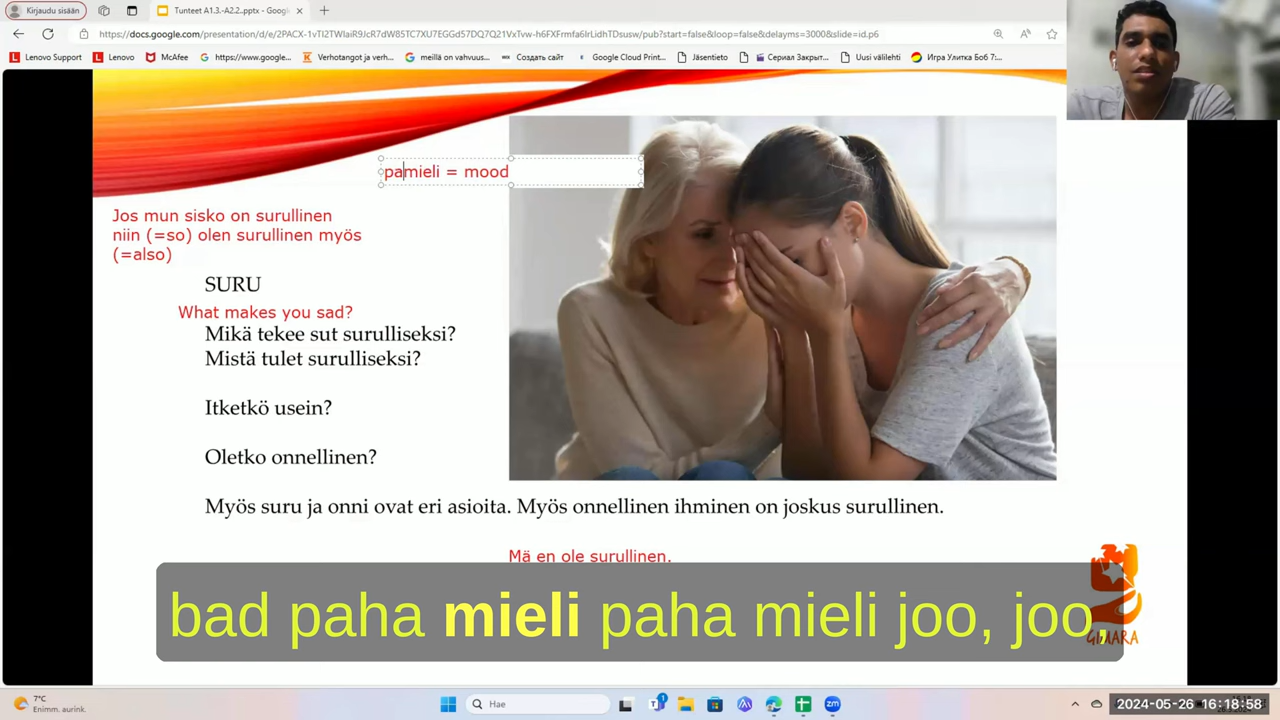 Kirjaudu sisään
Tunteet A1.3.-A2.2..pptx - Googl
https://docs.google.com/presentation/d/e/2PACX-1vTI2TWlaiR9JcR7dW85TC7XU7EGGd57DQ7Q21VxTvw-h6FXFrmfa6lrLidhTDsusw/pub?start=false&loop=false&delayms=3000&slide=id.p6
Lenovo Support
Lenovo
McAfee
https://www.google...
Verhotangot ja verh...
meillä on vahvuus...
Создать сайт
Google Cloud Print...
Jäsentieto
Сериал Закрыт...
Uusi välilehti
Игра Улитка Боб 7:...
pamieli = mood
Jos mun sisko on surullinen
niin (=so) olen surullinen myös
(=also)
SURU
What makes you sad?
Mikä tekee sut surulliseksi?
Mistä tulet surulliseksi?
Itketkö usein?
Oletko onnellinen?
Myös suru ja onni ovat eri asioita. Myös onnellinen ihminen on joskus surullinen.
Mä en ole surullinen.
bad paha mieli paha mieli joo, joo,
GIMARA
7°C
Enimm. aurink.
Hae
2024-05-26 16:18:58